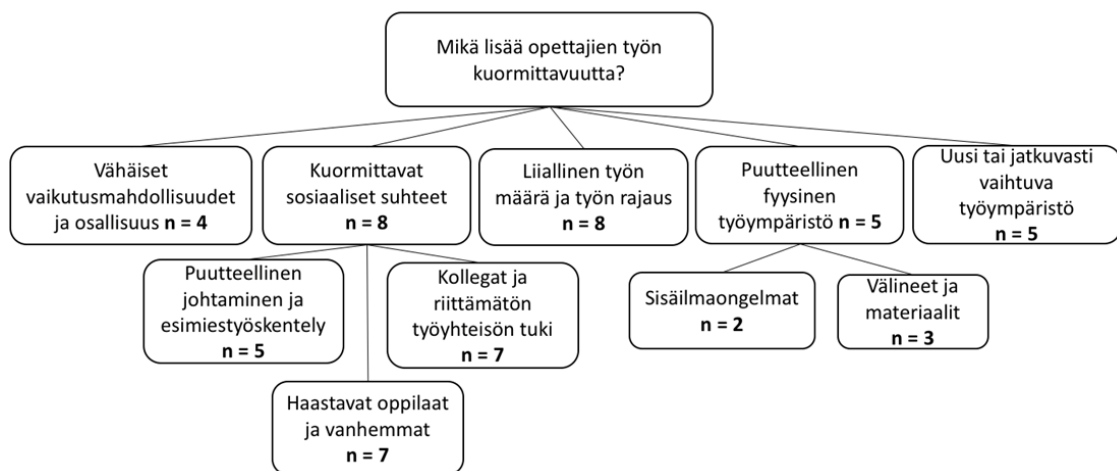 Mikä lisää opettajien työn
kuormittavuutta?
Vähäiset
vaikutusmahdollisuudet
ja osallisuus n = 4
Kuormittavat
sosiaaliset suhteet
n = 8
Liiallinen työn
määrä ja työn rajaus
n = 8
Puutteellinen
fyysinen
työympäristö n = 5
Uusi tai jatkuvasti
vaihtuva
työympäristö
n = 5
Puutteellinen
johtaminen ja
esimiestyöskentely
n = 5
Kollegat ja
riittämätön
työyhteisön tuki
n = 7
Sisäilmaongelmat
n = 2
Välineet ja
materiaalit
n = 3
Haastavat oppilaat
ja vanhemmat
n = 7